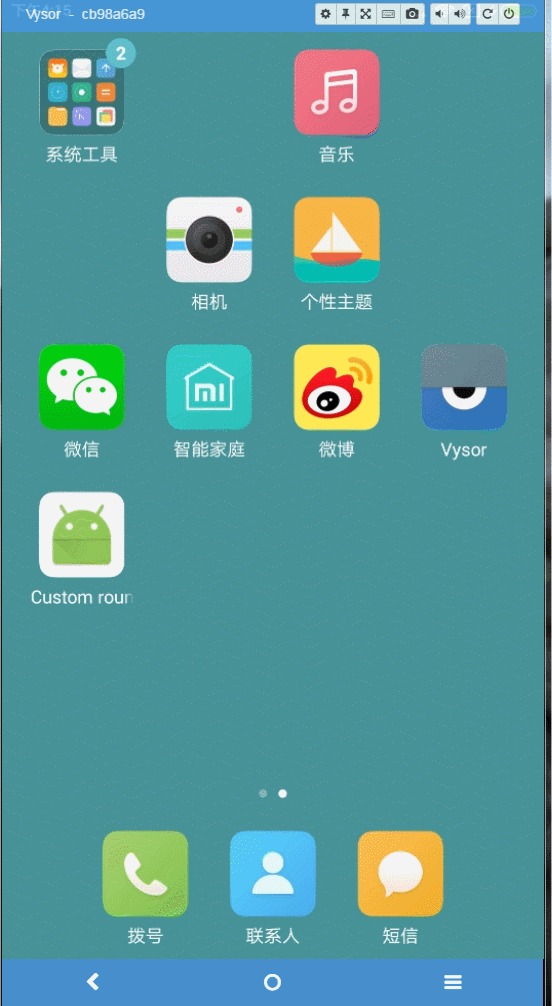 Vysor - cb98a6a9
2
系统工具
音乐
相机
个性主题
mi
微信
智能家庭
微博
Vysor
Custom roun
拨号
联系人
短信